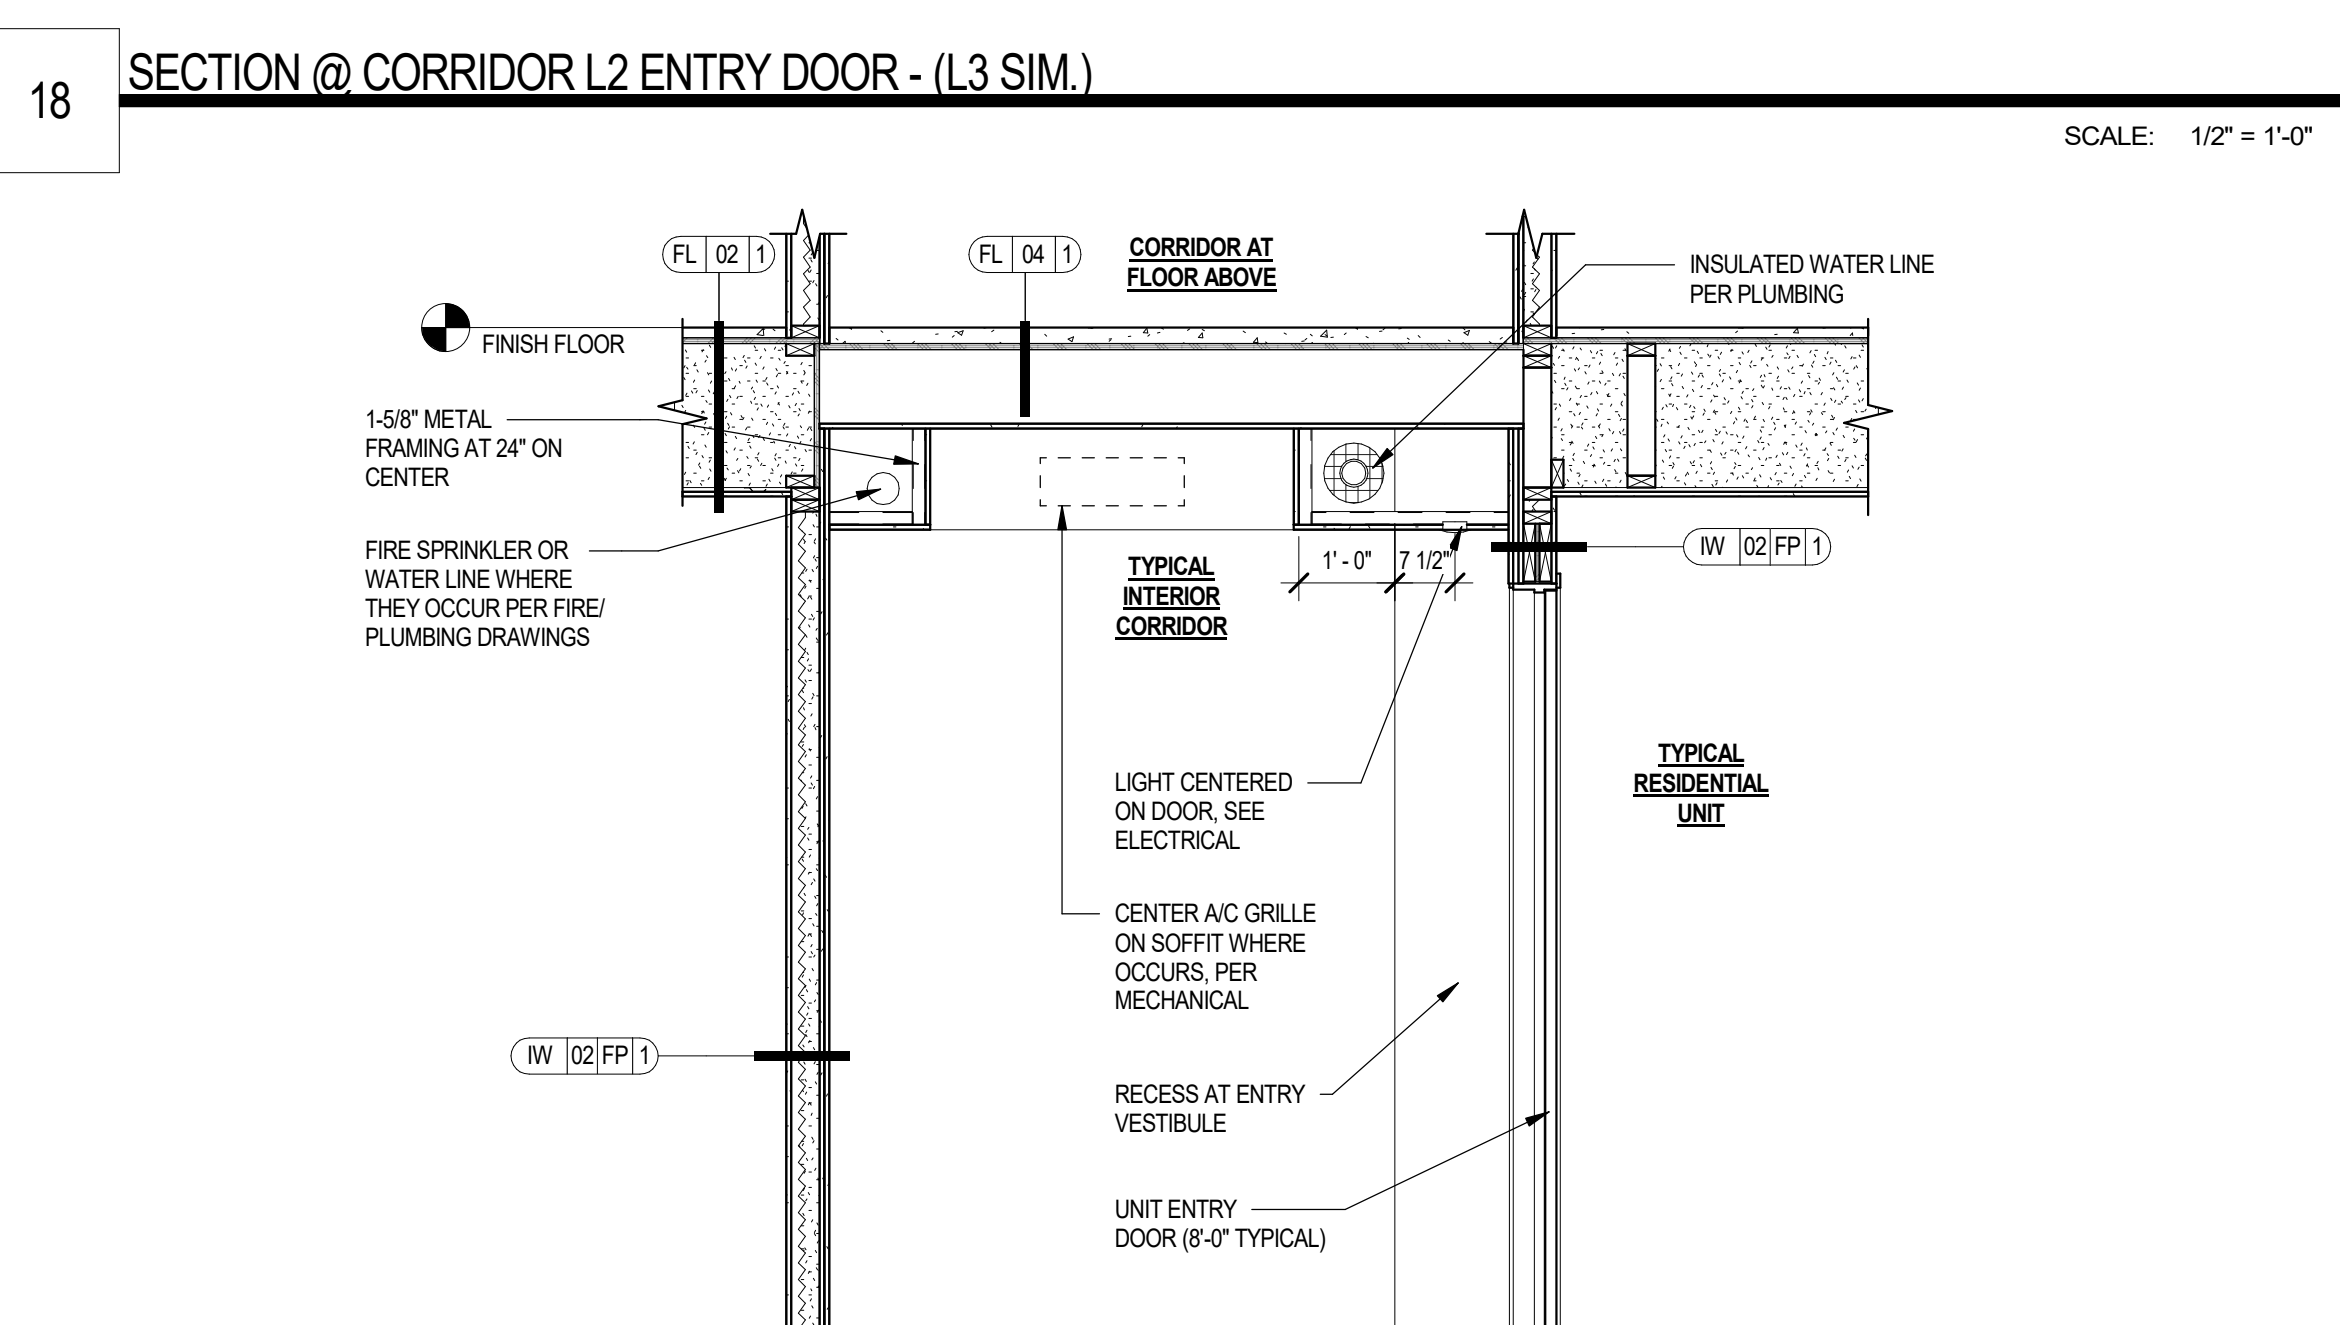 18
SECTION @ CORRIDOR L2 ENTRY DOOR - (L3 SIM.)
SCALE: 1/2" = 1'-0"
FL 02 1
FL 04 1
CORRIDOR AT
FLOOR ABOVE
INSULATED WATER LINE
PER PLUMBING
FINISH FLOOR
1-5/8" METAL
FRAMING AT 24" ON
CENTER
FIRE SPRINKLER OR
WATER LINE WHERE
THEY OCCUR PER FIRE/
PLUMBING DRAWINGS
TYPICAL
INTERIOR
CORRIDOR
1' - 0"
7 1/2"
IW 02 FP 1
TYPICAL
RESIDENTIAL
UNIT
LIGHT CENTERED
ON DOOR, SEE
ELECTRICAL
CENTER A/C GRILLE
ON SOFFIT WHERE
OCCURS, PER
MECHANICAL
IW 02 FP 1
RECESS AT ENTRY
VESTIBULE
UNIT ENTRY
DOOR (8'-0" TYPICAL)